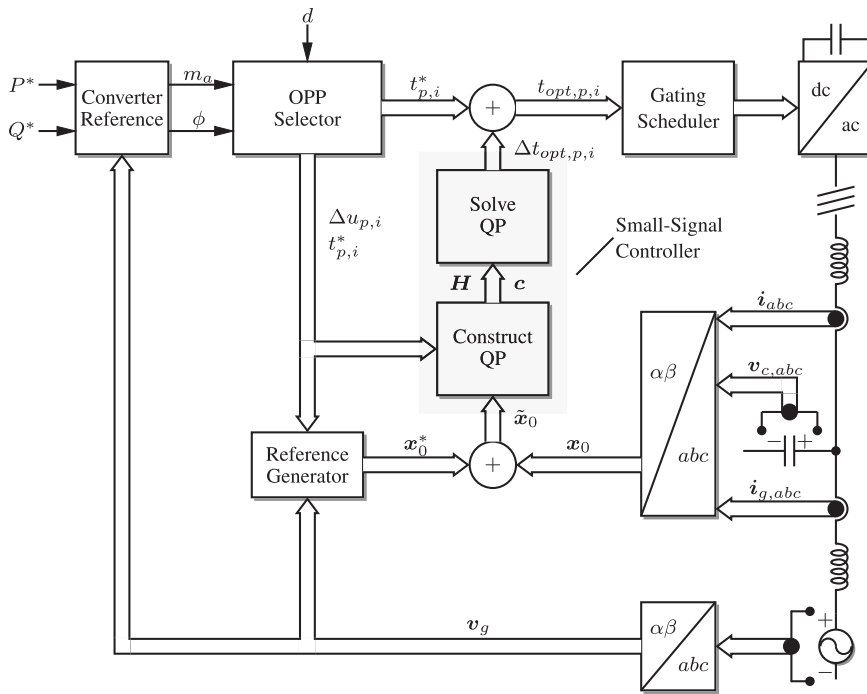 d
P*
Q*
Converter
Reference
m_a
ϕ
OPP
Selector
t*_{p,i}
+
t_{opt,p,i}
Gating
Scheduler
dc
ac
Δt_{opt,p,i}
Solve
QP
Δu_{p,i}
t*_{p,i}
Small-Signal
Controller
H c
Construct
QP
i_{abc}
v_{c,abc}
αβ
abc
− +
x̃_0
Reference
Generator
x*_0
+
x_0
i_{g,abc}
v_g
αβ
abc
+
−